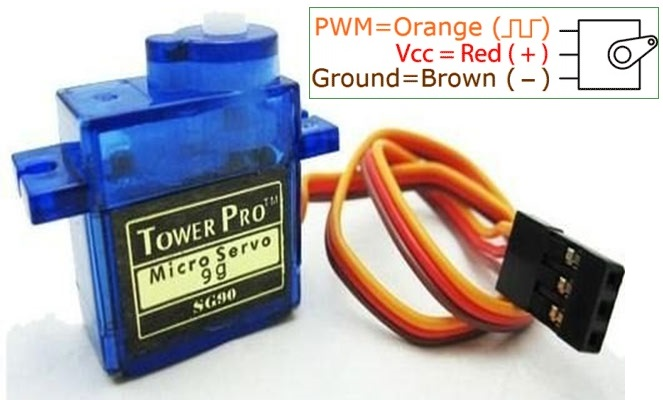 PWM=Orange (⎍⎍)
Vcc = Red ( + )
Ground=Brown ( − )
TOWER PRO™
Micro Servo
9g
SG90